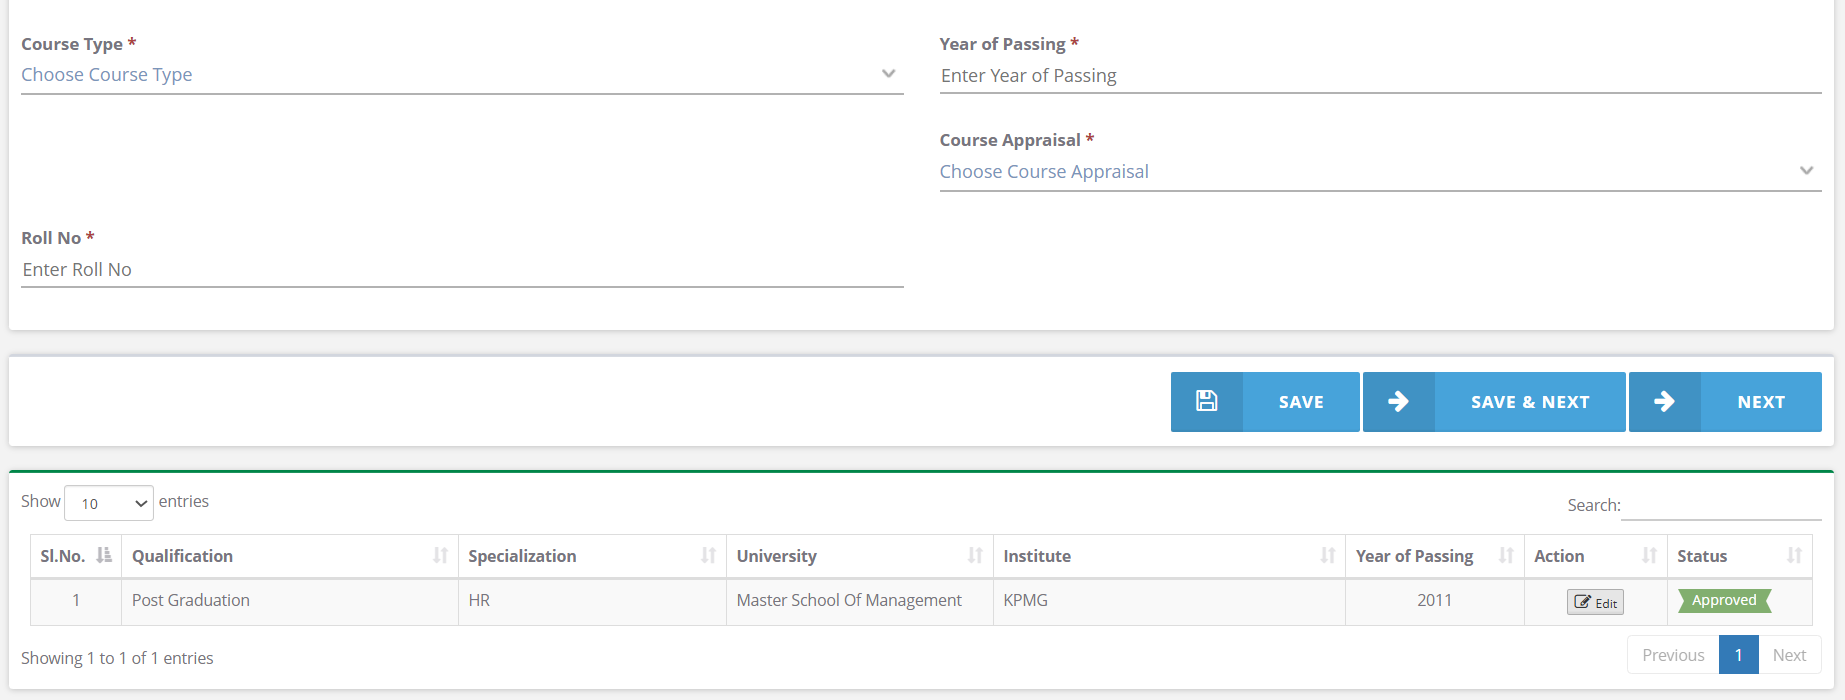 Course Type *
Year of Passing *
Choose Course Type
Enter Year of Passing
Course Appraisal *
Choose Course Appraisal
Roll No *
Enter Roll No
SAVE
SAVE & NEXT
NEXT
Show 10 entries
Search:
Sl.No. Qualification Specialization University Institute Year of Passing Action Status
1 Post Graduation HR Master School Of Management KPMG 2011 Edit Approved
Showing 1 to 1 of 1 entries
Previous 1 Next